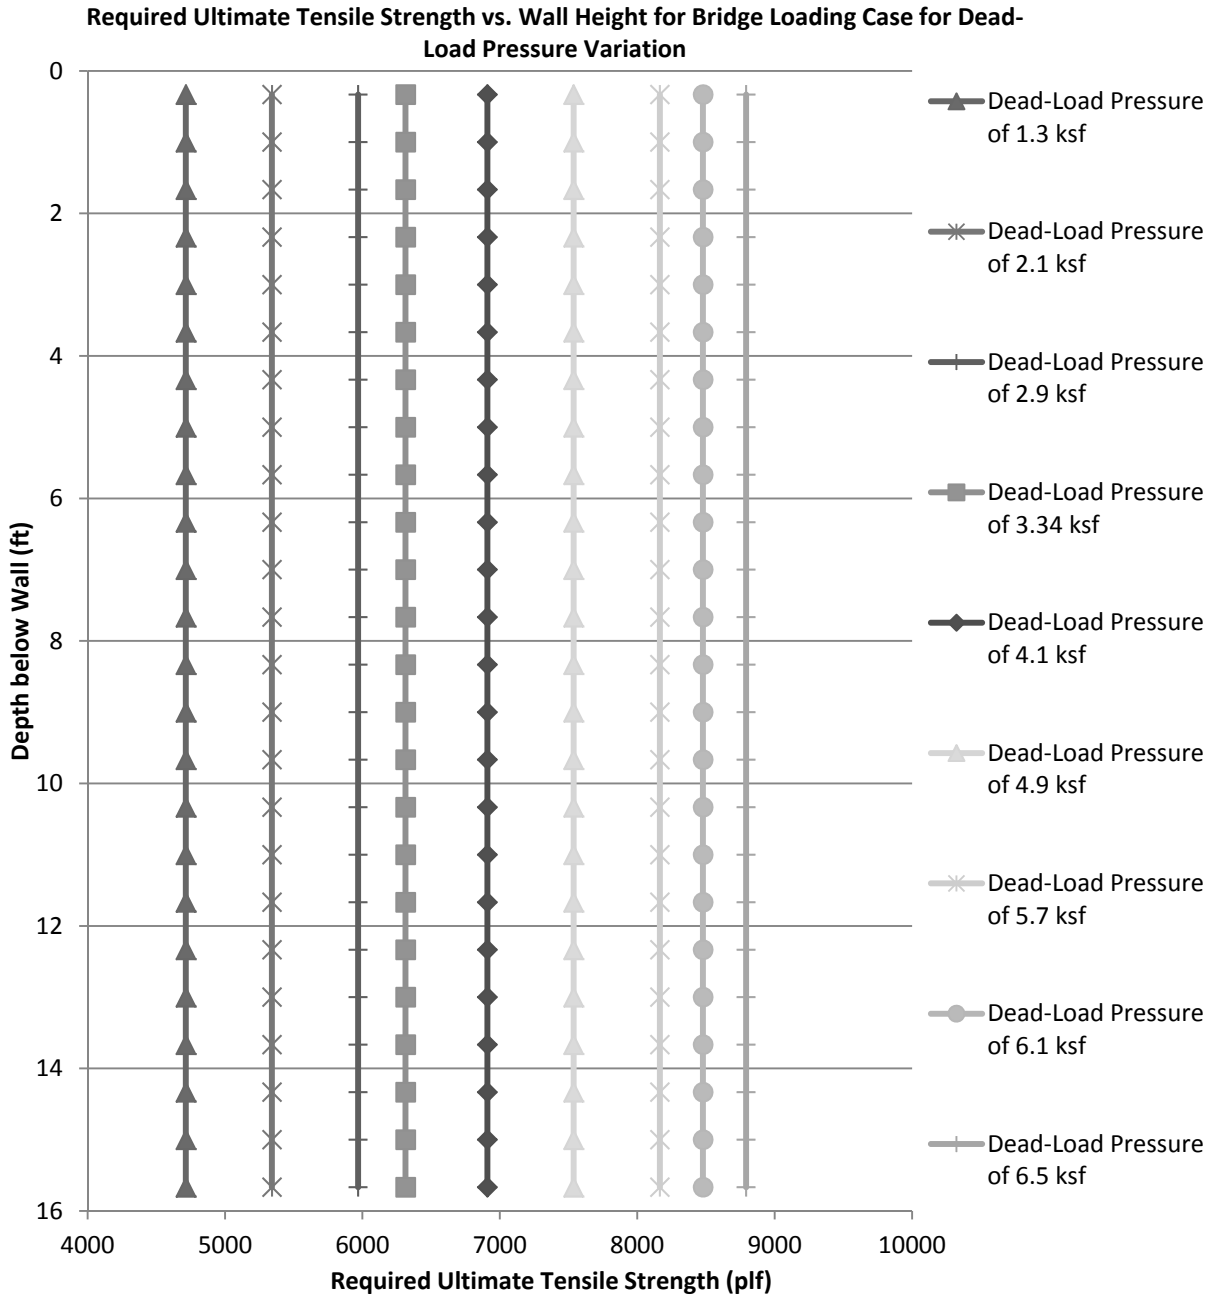 Required Ultimate Tensile Strength vs. Wall Height for Bridge Loading Case for Dead-
Load Pressure Variation
0
2
4
6
8
10
12
14
16
Depth below Wall (ft)
4000 5000 6000 7000 8000 9000 10000
Required Ultimate Tensile Strength (plf)
Dead-Load Pressure
of 1.3 ksf
Dead-Load Pressure
of 2.1 ksf
Dead-Load Pressure
of 2.9 ksf
Dead-Load Pressure
of 3.34 ksf
Dead-Load Pressure
of 4.1 ksf
Dead-Load Pressure
of 4.9 ksf
Dead-Load Pressure
of 5.7 ksf
Dead-Load Pressure
of 6.1 ksf
Dead-Load Pressure
of 6.5 ksf